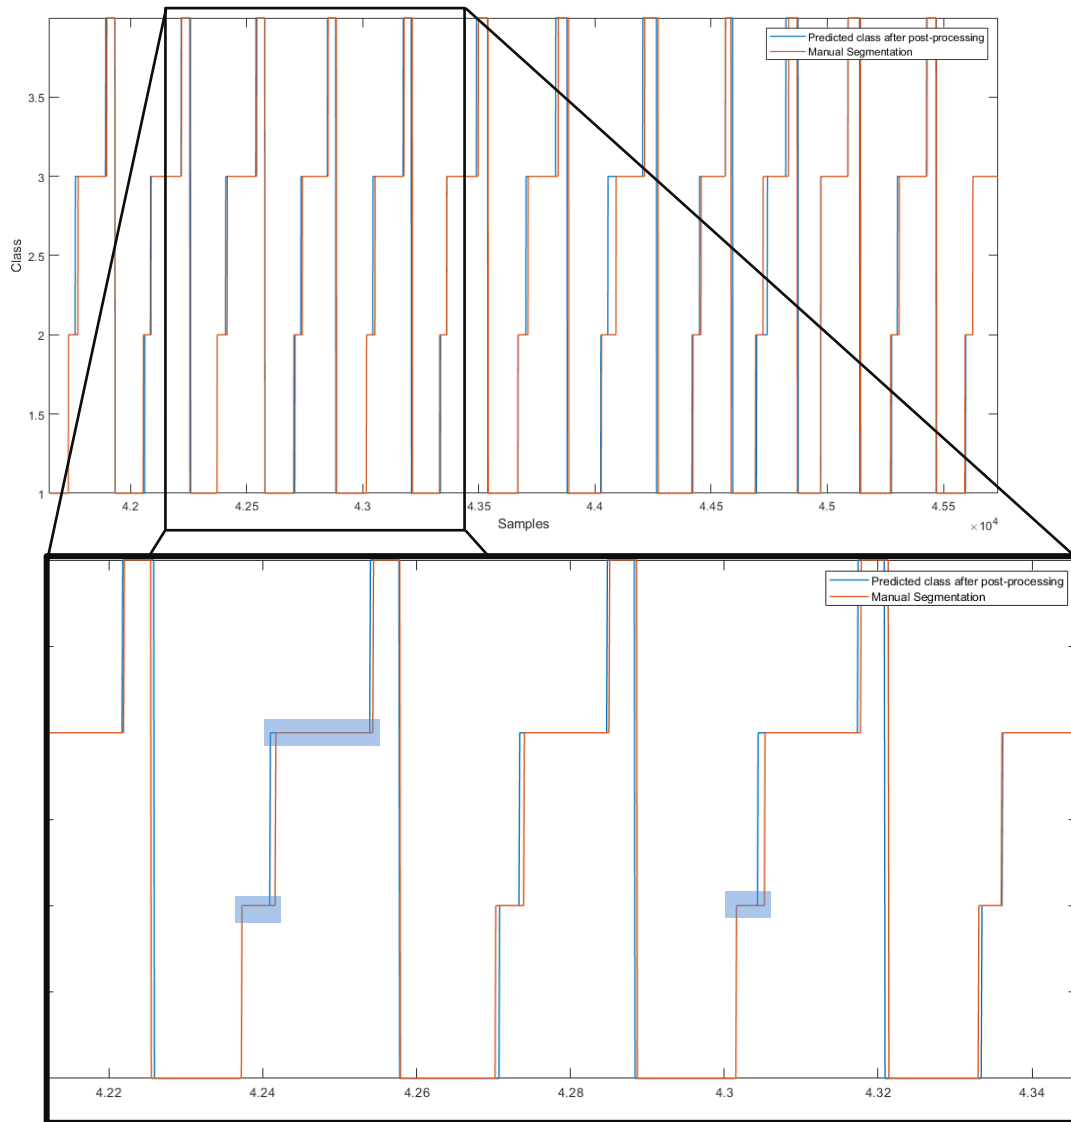 Predicted class after post-processing
Manual Segmentation
3.5
3
2.5
2
1.5
1
Class
4.2 4.25 4.3 4.35 4.4 4.45 4.5 4.55
Samples
×10⁴
Predicted class after post-processing
Manual Segmentation
4.22 4.24 4.26 4.28 4.3 4.32 4.34